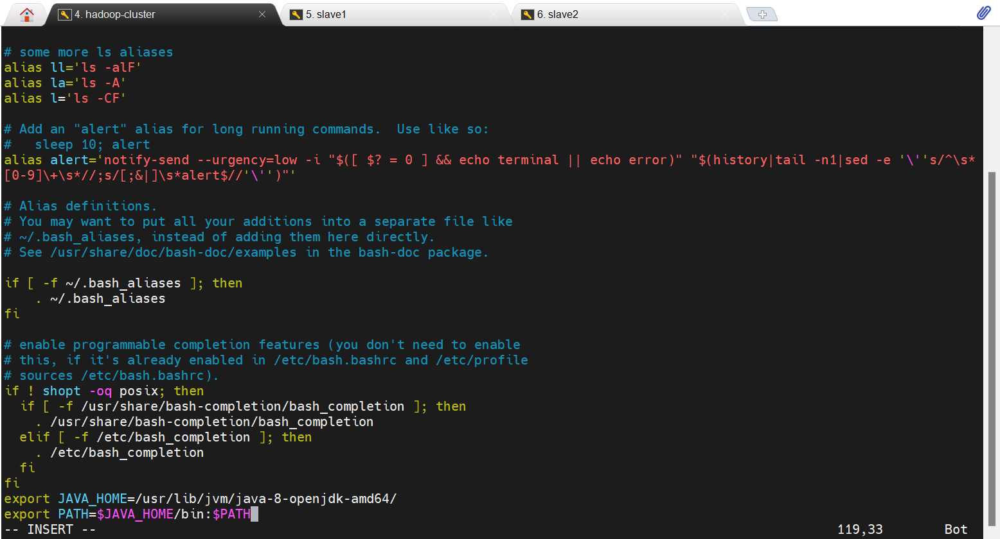 4. hadoop-cluster
5. slave1
6. slave2
# some more ls aliases
alias ll='ls -alF'
alias la='ls -A'
alias l='ls -CF'
# Add an "alert" alias for long running commands.  Use like so:
#   sleep 10; alert
alias alert='notify-send --urgency=low -i "$([ $? = 0 ] && echo terminal || echo error)" "$(history|tail -n1|sed -e '\''s/^\s*
[0-9]\+\s*//;s/[;&|]\s*alert$//'\'')"'
# Alias definitions.
# You may want to put all your additions into a separate file like
# ~/.bash_aliases, instead of adding them here directly.
# See /usr/share/doc/bash-doc/examples in the bash-doc package.
if [ -f ~/.bash_aliases ]; then
    . ~/.bash_aliases
fi
# enable programmable completion features (you don't need to enable
# this, if it's already enabled in /etc/bash.bashrc and /etc/profile
# sources /etc/bash.bashrc).
if ! shopt -oq posix; then
  if [ -f /usr/share/bash-completion/bash_completion ]; then
    . /usr/share/bash-completion/bash_completion
  elif [ -f /etc/bash_completion ]; then
    . /etc/bash_completion
  fi
fi
export JAVA_HOME=/usr/lib/jvm/java-8-openjdk-amd64/
export PATH=$JAVA_HOME/bin:$PATH
-- INSERT -- 119,33 Bot